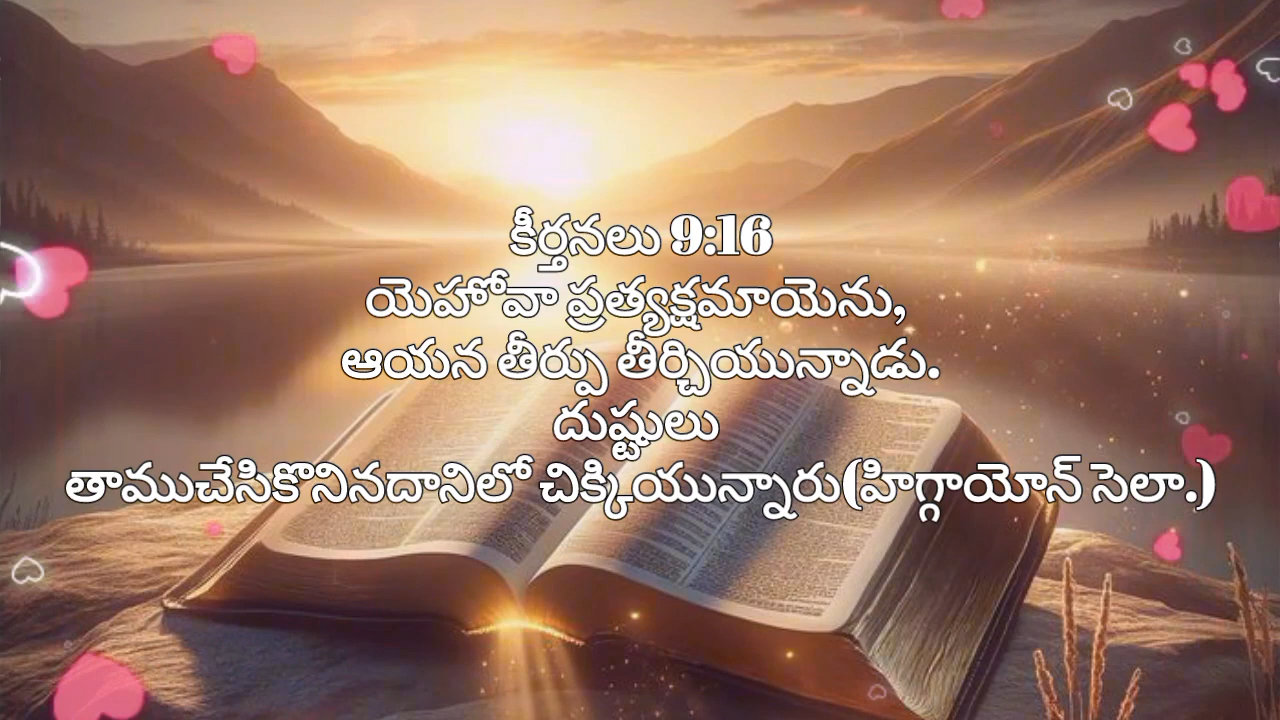 కీర్తనలు 9:16
యెహోవా ప్రత్యక్షమాయెను,
ఆయన తీర్పు తీర్చియున్నాడు.
దుష్టులు
తాముచేసికొనినదానిలో చిక్కియున్నారు(హిగ్గాయోన్ సెలా.)